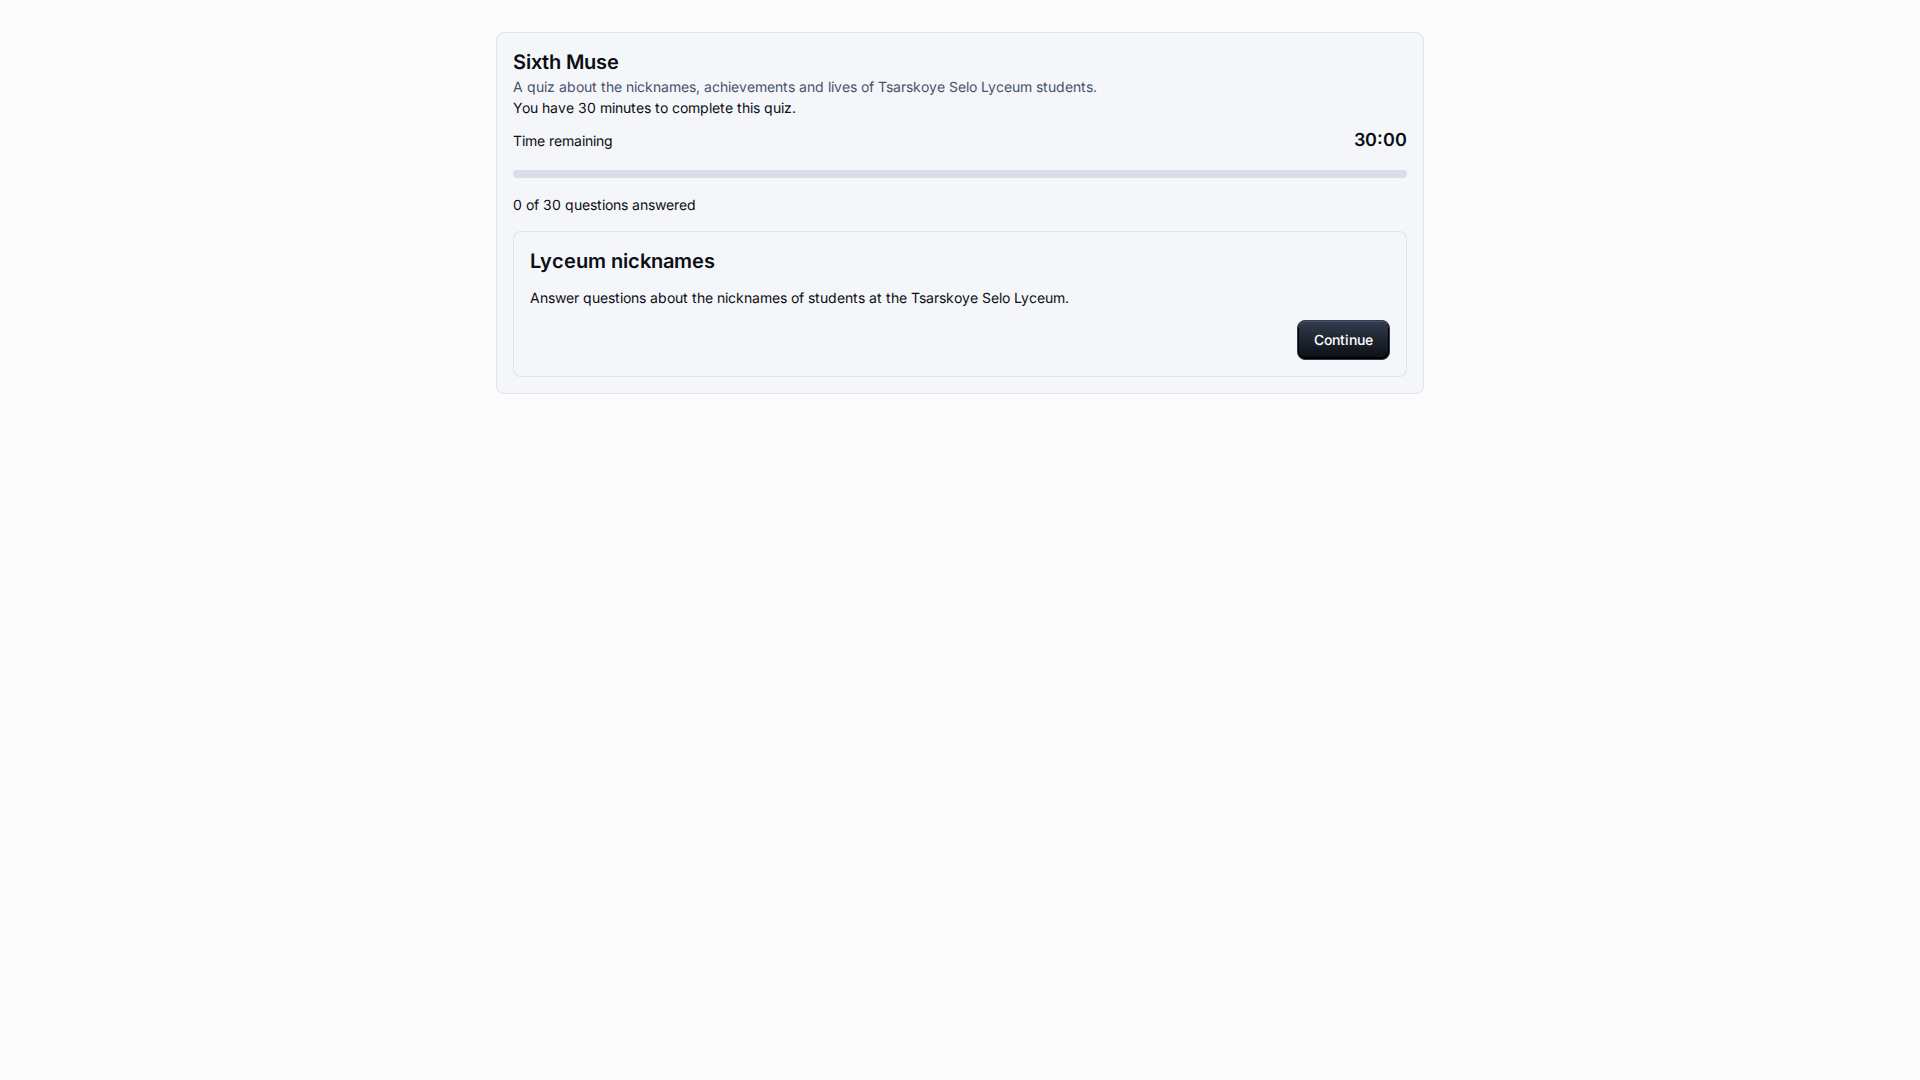 Sixth Muse
A quiz about the nicknames, achievements and lives of Tsarskoye Selo Lyceum students.
You have 30 minutes to complete this quiz.
Time remaining
30:00
0 of 30 questions answered
Lyceum nicknames
Answer questions about the nicknames of students at the Tsarskoye Selo Lyceum.
Continue